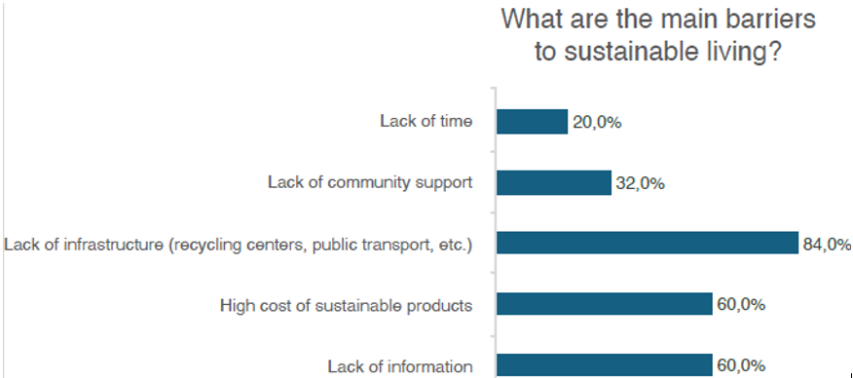 What are the main barriers
to sustainable living?
Lack of time
20,0%
Lack of community support
32,0%
Lack of infrastructure (recycling centers, public transport, etc.)
84,0%
High cost of sustainable products
60,0%
Lack of information
60,0%